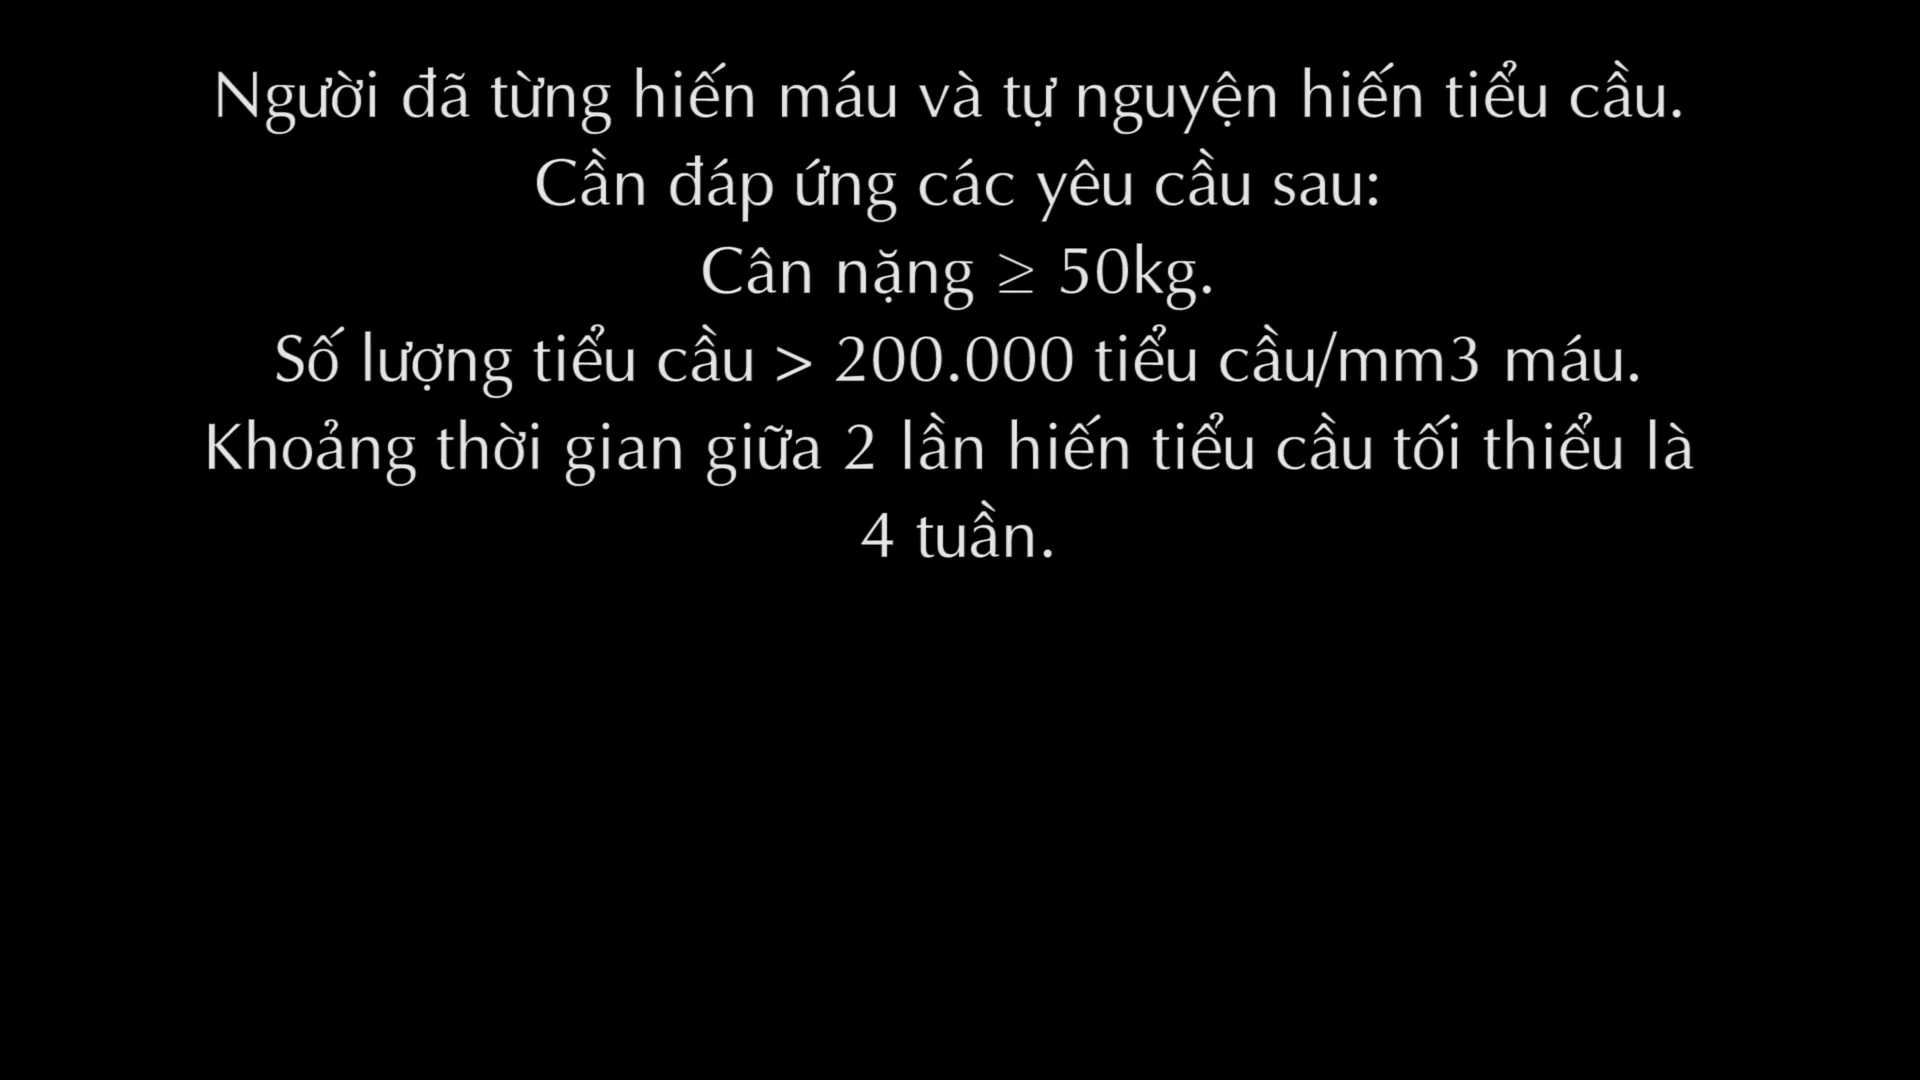 Người đã từng hiến máu và tự nguyện hiến tiểu cầu.
Cần đáp ứng các yêu cầu sau:
Cân nặng ≥ 50kg.
Số lượng tiểu cầu > 200.000 tiểu cầu/mm3 máu.
Khoảng thời gian giữa 2 lần hiến tiểu cầu tối thiểu là
4 tuần.